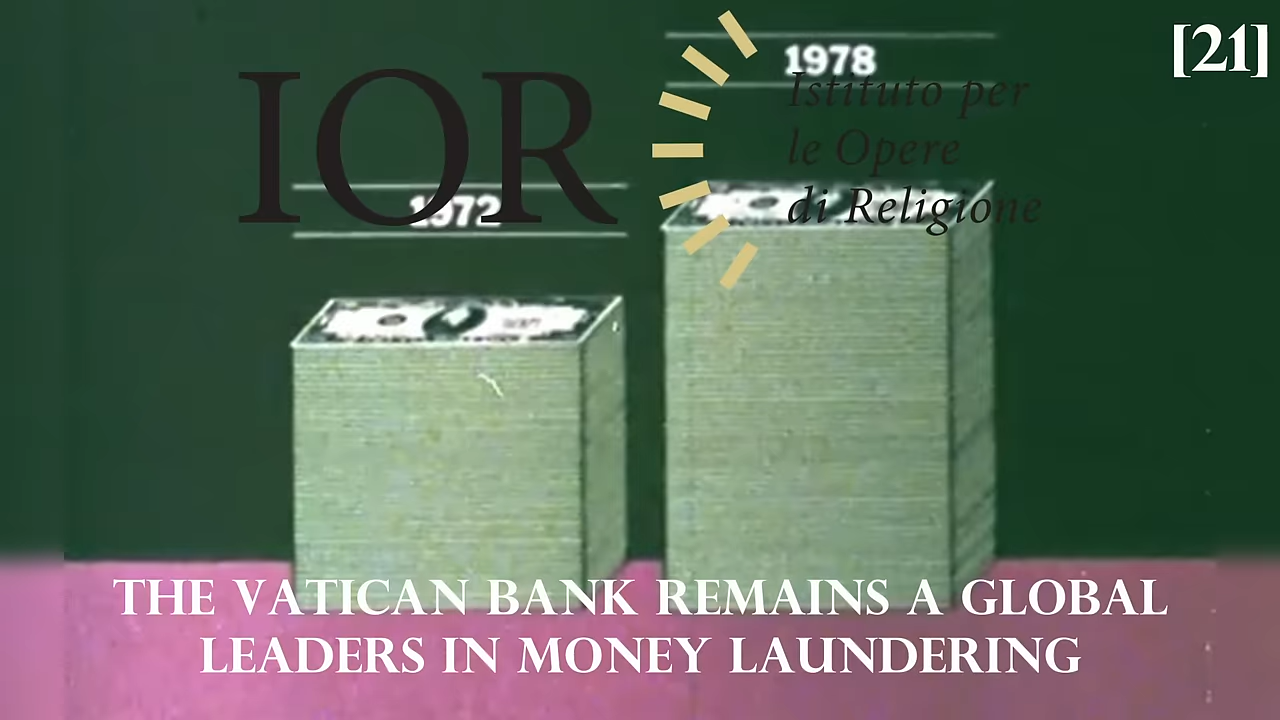 [21]
1978
IOR
Istituto per
le Opere
di Religione
1972
THE VATICAN BANK REMAINS A GLOBAL
LEADERS IN MONEY LAUNDERING